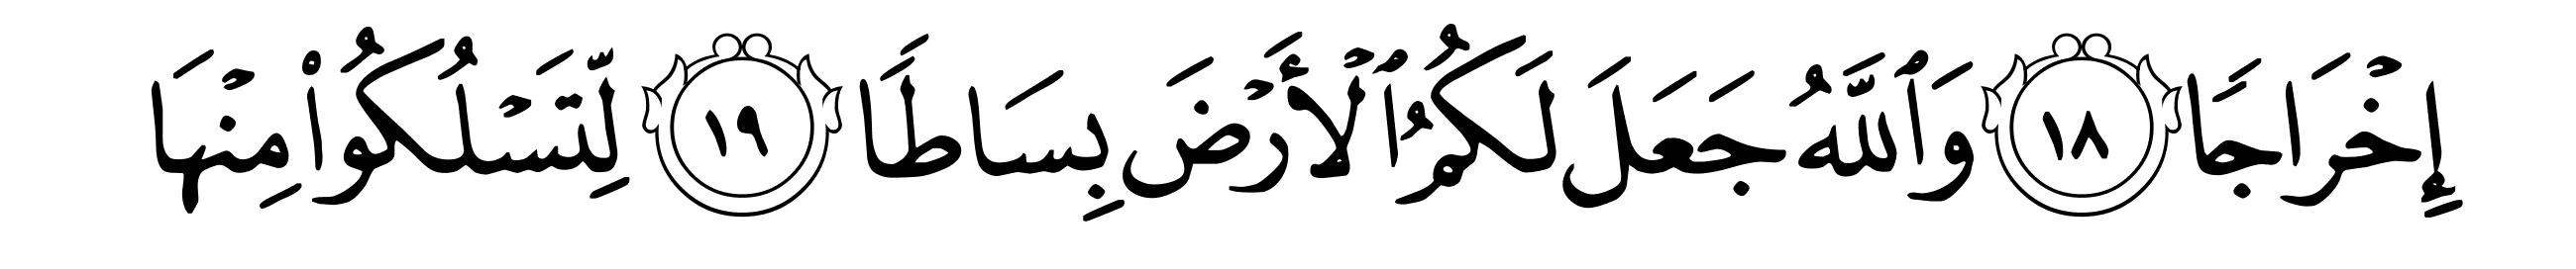 إِخْرَاجًا ١٨ وَٱللَّهُ جَعَلَ لَكُمُ ٱلْأَرْضَ بِسَاطًا ١٩ لِّتَسْلُكُوا۟ مِنْهَا